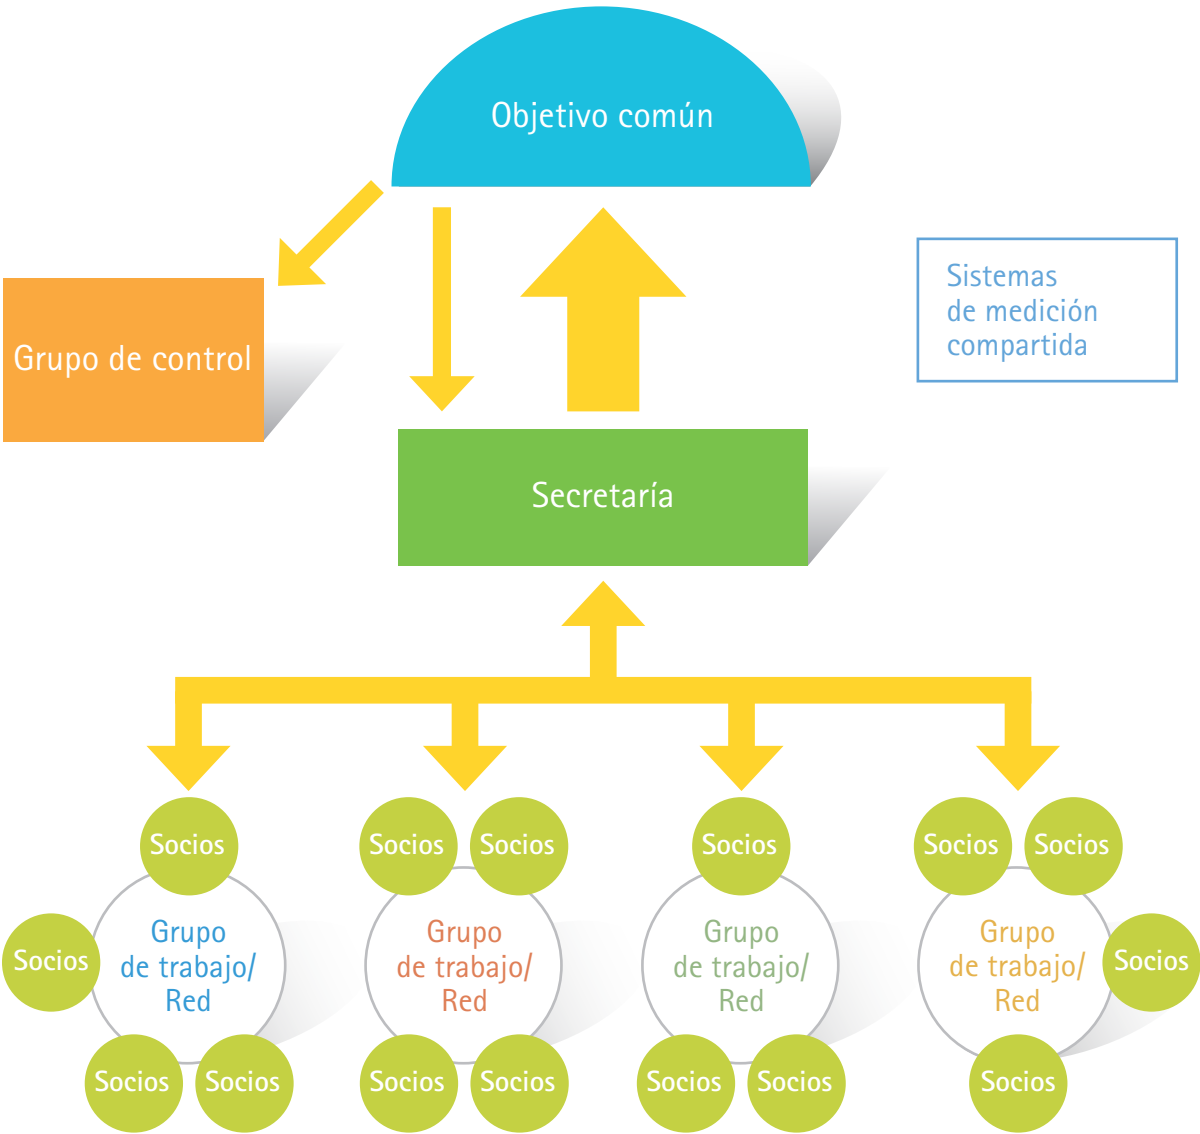 Objetivo común
Sistemas
de medición
compartida
Grupo de control
Secretaría
Socios
Socios
Socios
Socios
Socios
Socios
Grupo
de trabajo/
Red
Grupo
de trabajo/
Red
Grupo
de trabajo/
Red
Grupo
de trabajo/
Red
Socios
Socios
Socios
Socios
Socios
Socios
Socios
Socios
Socios